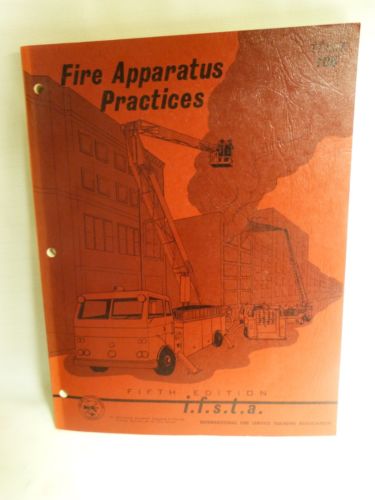 Fire Apparatus
Practices
FIFTH EDITION
i.f.s.t.a.
INTERNATIONAL FIRE SERVICE TRAINING ASSOCIATION